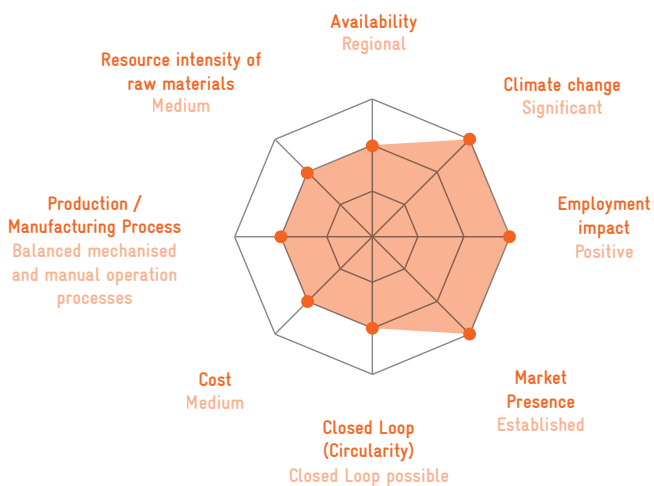 Availability
Regional
Resource intensity of
raw materials
Medium
Climate change
Significant
Production /
Manufacturing Process
Balanced mechanised
and manual operation
processes
Employment
impact
Positive
Cost
Medium
Market
Presence
Established
Closed Loop
(Circularity)
Closed Loop possible